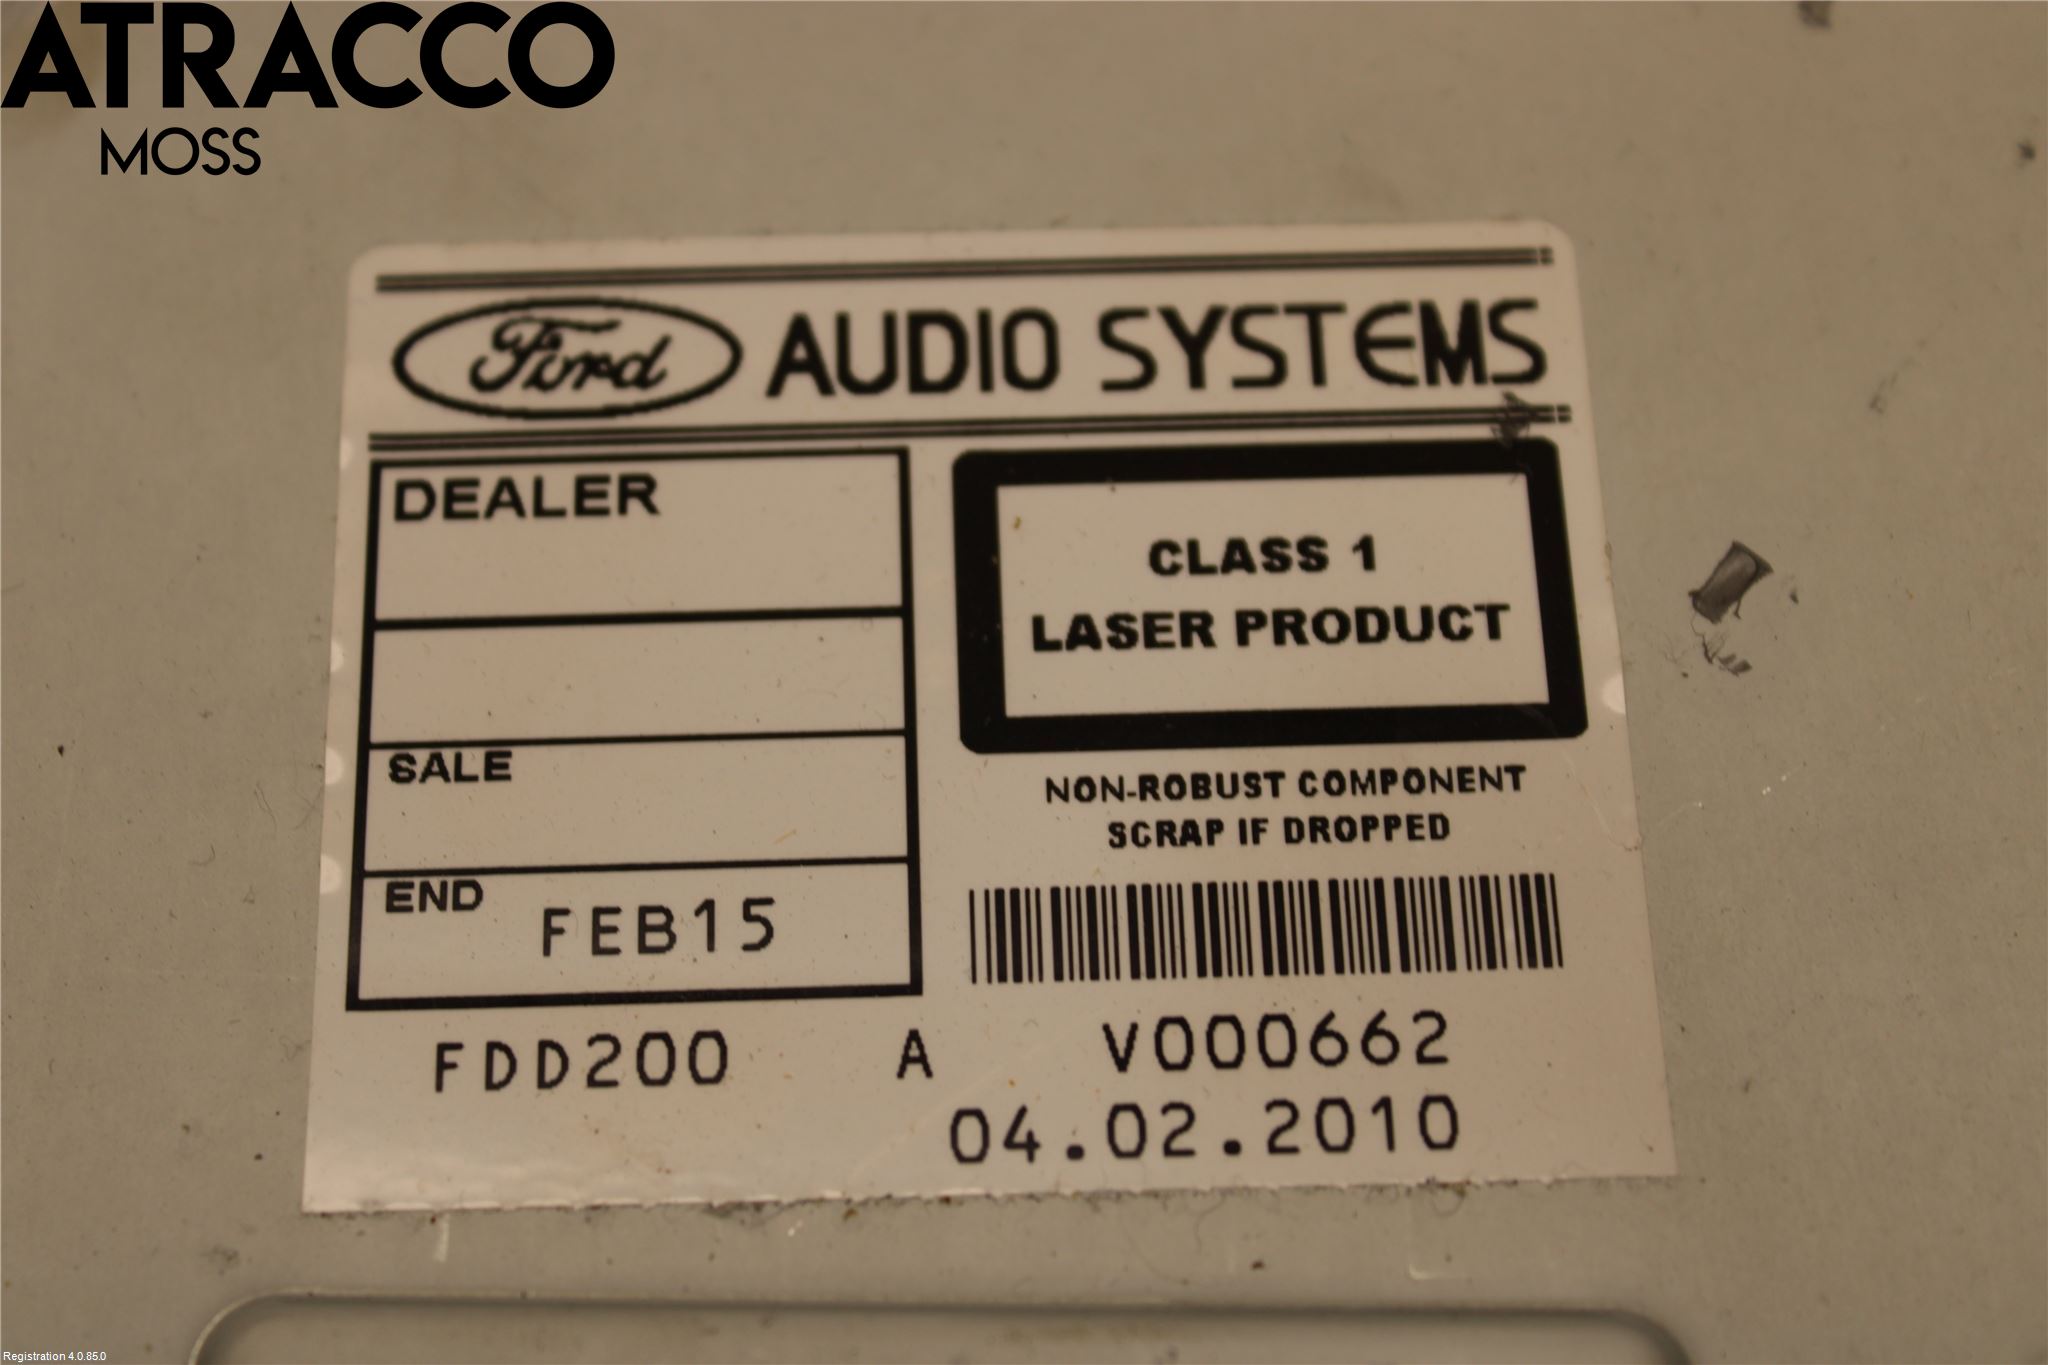 ATRACCO
MOSS
Ford AUDIO SYSTEMS
DEALER
SALE
END FEB15
CLASS 1
LASER PRODUCT
NON-ROBUST COMPONENT
SCRAP IF DROPPED
FDD200 A V000662
04.02.2010
Registration 4.0.85.0